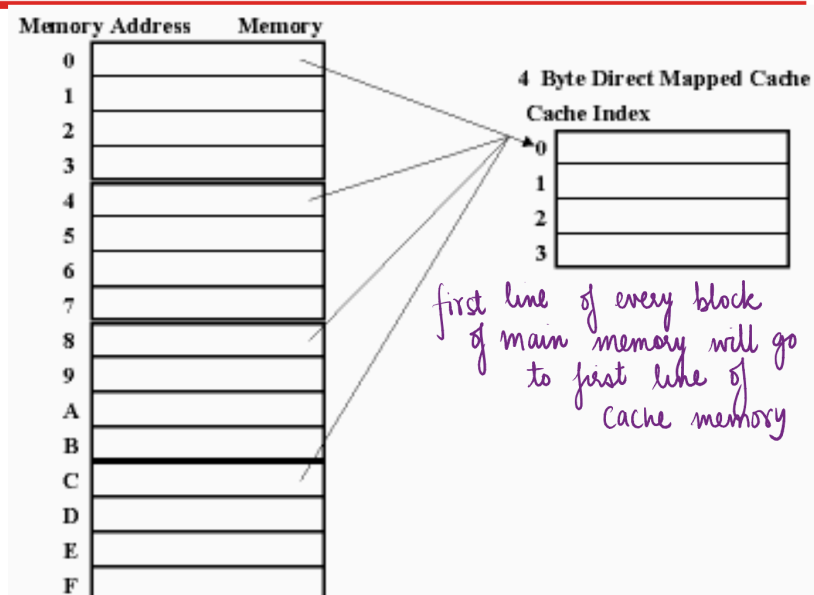 Memory Address Memory
0
1
2
3
4
5
6
7
8
9
A
B
C
D
E
F
4 Byte Direct Mapped Cache
Cache Index
0
1
2
3
first line of every block
of main memory will go
to first line of
Cache memory